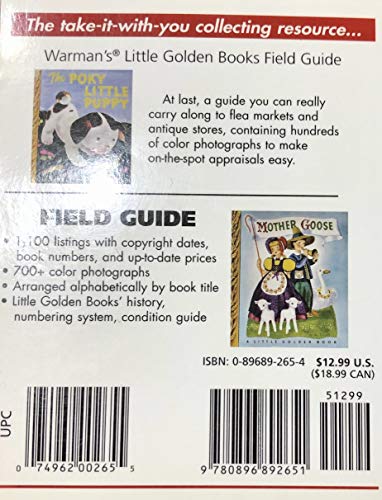 The take-it-with-you collecting resource...
Warman's® Little Golden Books Field Guide
The POKY
LITTLE
PUPPY
At last, a guide you can really
carry along to flea markets and
antique stores, containing hundreds
of color photographs to make
on-the-spot appraisals easy.
FIELD GUIDE
• 1,100 listings with copyright dates,
book numbers, and up-to-date prices
• 700+ color photographs
• Arranged alphabetically by book title
• Little Golden Books' history,
numbering system, condition guide
MOTHER GOOSE
A LITTLE GOLDEN BOOK
ISBN: 0-89689-265-4 $12.99 U.S.
($18.99 CAN)
51299
UPC
0 74962 00265 5
9 780896 892651